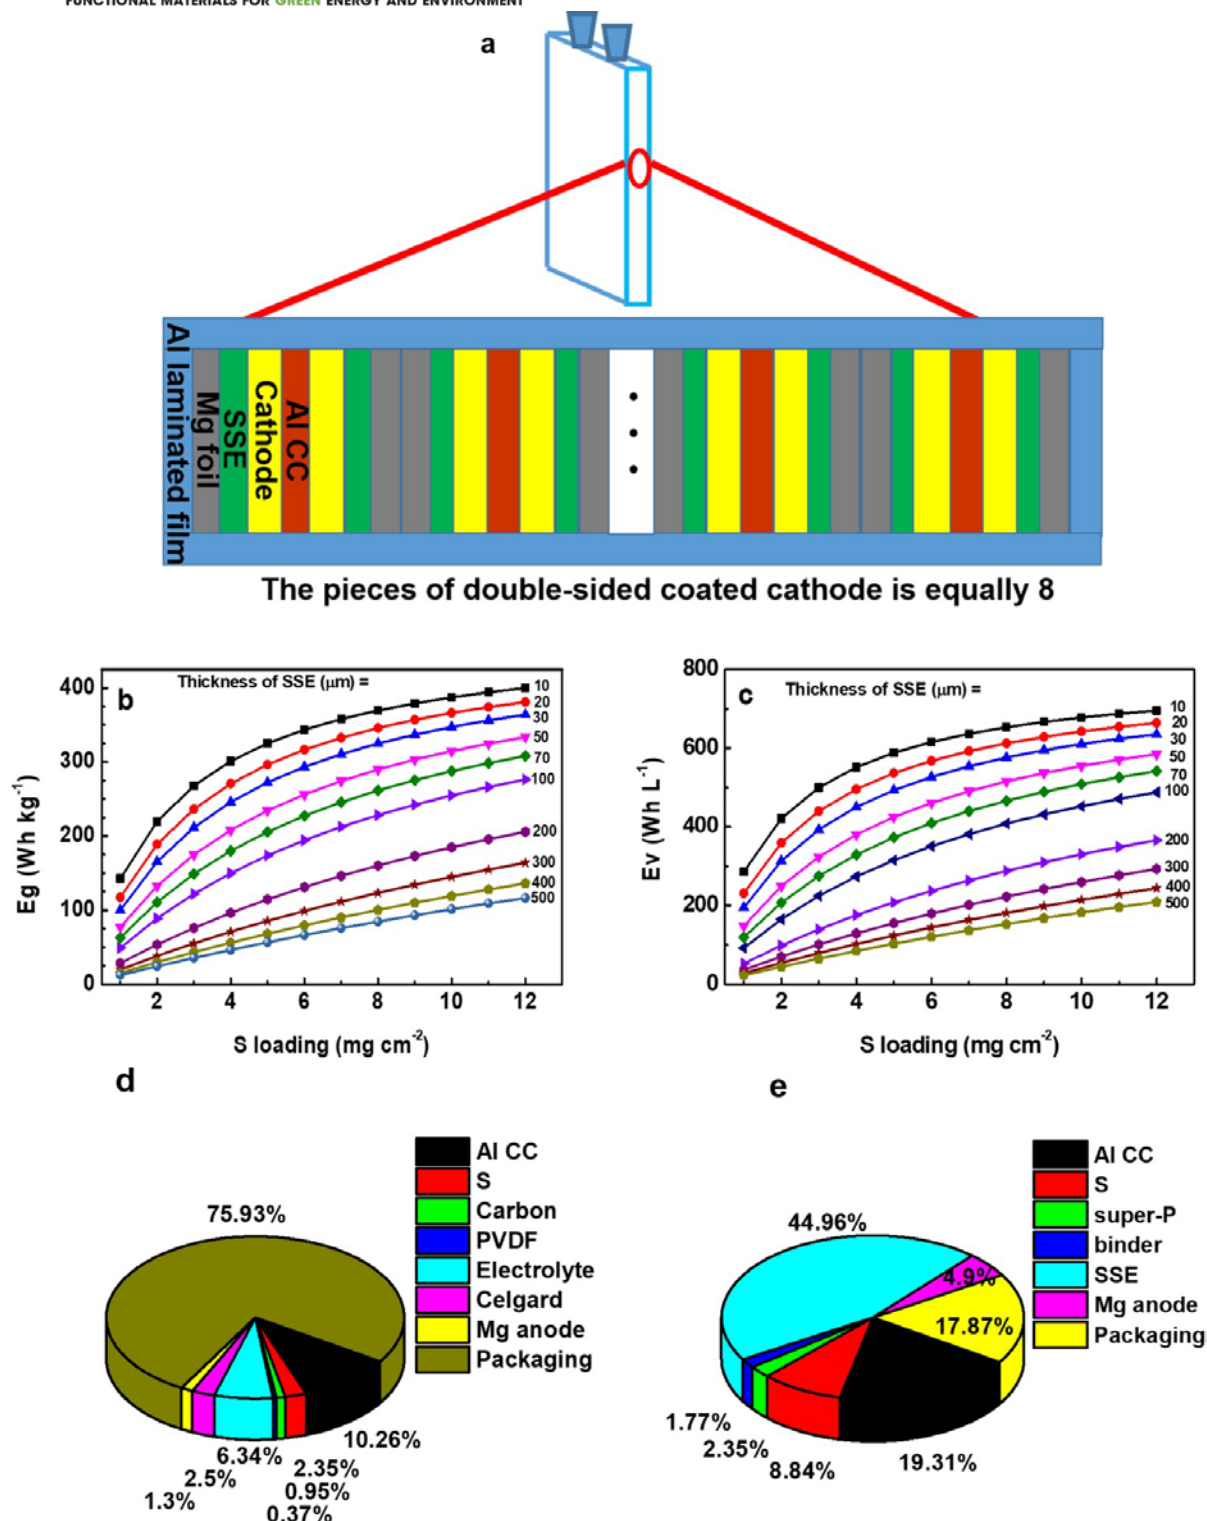 FUNCTIONAL MATERIALS FOR GREEN ENERGY AND ENVIRONMENT
a
Al laminated film
Mg foil
SSE
Cathode
Al CC
The pieces of double-sided coated cathode is equally 8
b
Thickness of SSE (μm) =
10
20
30
50
70
100
200
300
400
500
400
300
200
100
0
2 4 6 8 10 12
Eg (Wh kg⁻¹)
S loading (mg cm⁻²)
c
Thickness of SSE (μm) =
10
20
30
50
70
100
200
300
400
500
800
600
400
200
0
2 4 6 8 10 12
Ev (Wh L⁻¹)
S loading (mg cm⁻²)
d
Al CC
S
Carbon
PVDF
Electrolyte
Celgard
Mg anode
Packaging
75.93%
10.26%
6.34%
2.35%
2.5%
0.95%
1.3%
0.37%
e
Al CC
S
super-P
binder
SSE
Mg anode
Packaging
44.96%
4.9%
17.87%
1.77%
2.35%
8.84%
19.31%